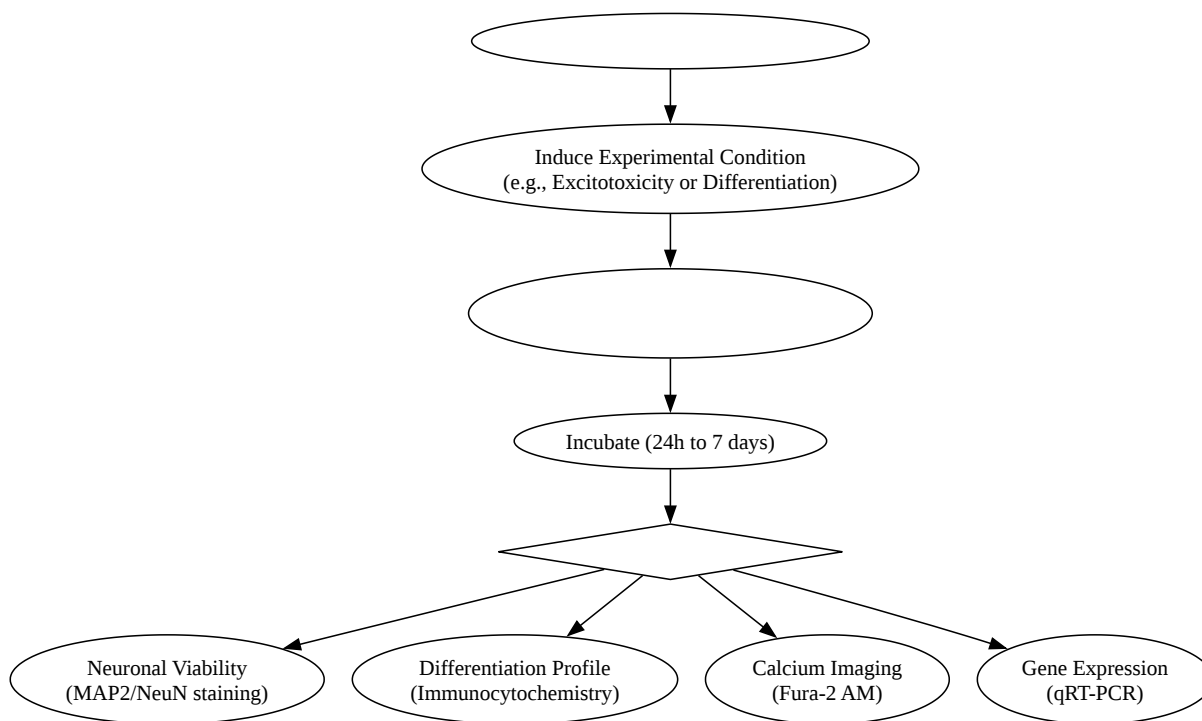 Induce Experimental Condition
(e.g., Excitotoxicity or Differentiation)
Incubate (24h to 7 days)
Neuronal Viability
(MAP2/NeuN staining)
Differentiation Profile
(Immunocytochemistry)
Calcium Imaging
(Fura-2 AM)
Gene Expression
(qRT-PCR)